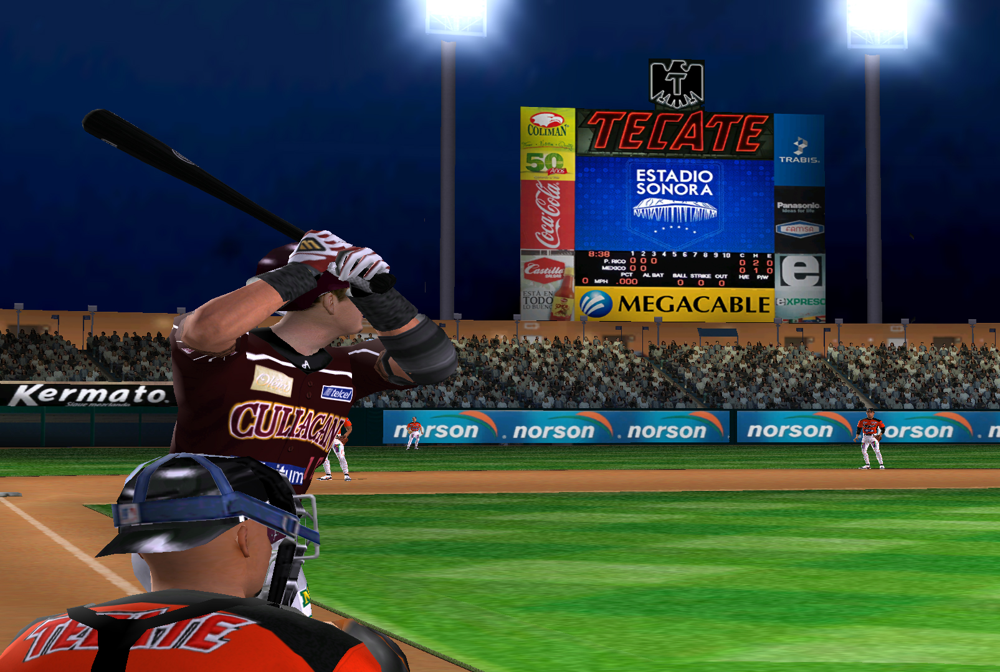 T
TECATE
COLIMAN
50
Años
Coca-Cola
Castillo
ESTÁ EN
TODO
LO BUENO
ESTADIO
SONORA
TRABIS.
Panasonic
ideas for life
FAMSA
e
eXPRESO
8:38 1 2 3 4 5 6 7 8 9 10 C H E
P. RICO 0 0 0 0 2 0
MEXICO 0 0 0 1 0
PCT AL BAT BALL STRIKE OUT H/E P/W
0 MPH .000 0 0 0
MEGACABLE
Kermato.
Sigue mezclando
telcel
CULIACAN
norson. norson. norson.
norson norson. n
TECATE